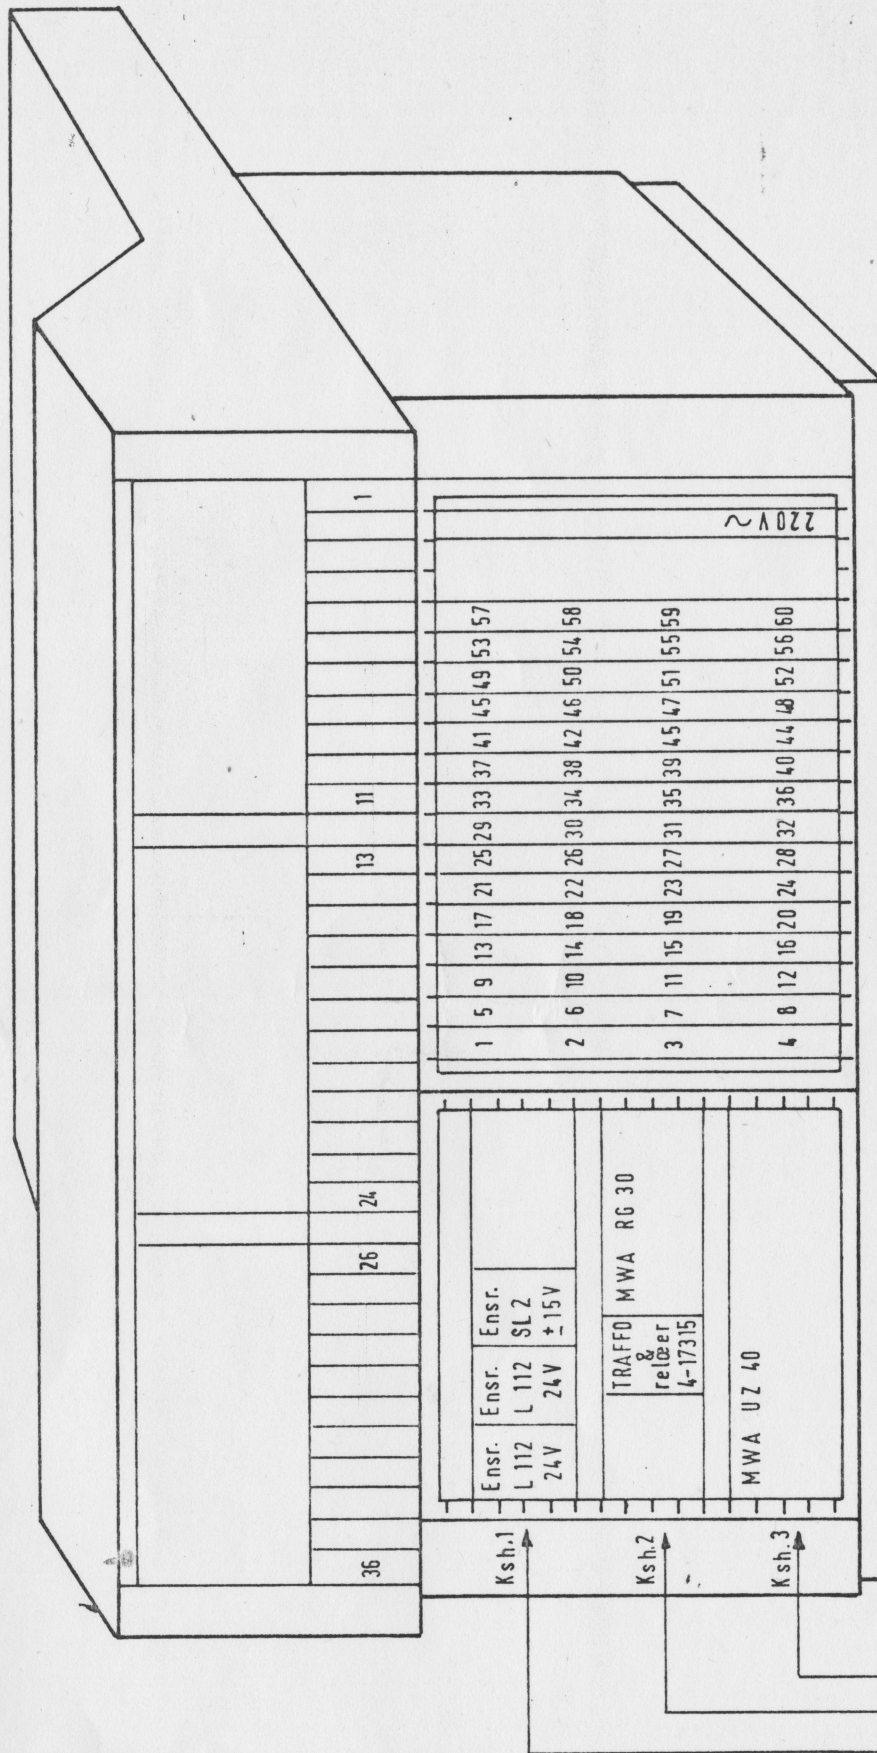 36 26 24 13 11 1
Ksh.1
Ensr.
L 112
24V
Ensr.
L 112
24V
Ensr.
SL 2
±15V
Ksh.2
TRAFFO
&
relæer
4-17315
MWA RG 30
Ksh.3
MWA UZ 40
1 5 9 13 17 21 25 29 33 37 41 45 49 53 57
2 6 10 14 18 22 26 30 34 38 42 46 50 54 58
3 7 11 15 19 23 27 31 35 39 45 47 51 55 59
4 8 12 16 20 24 28 32 36 40 44 48 52 56 60
220V~